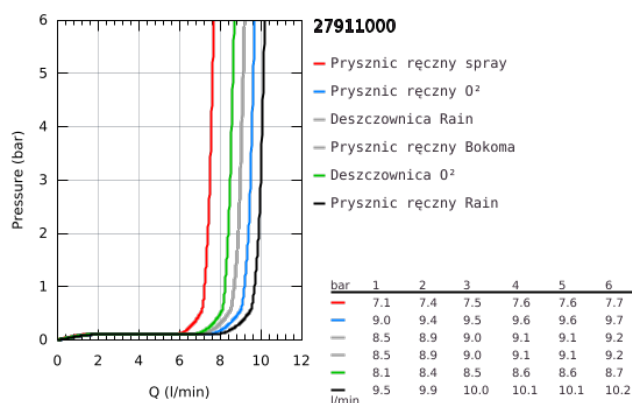 27911000
Prysznic ręczny spray
Prysznic ręczny O²
Deszczownica Rain
Prysznic ręczny Bokoma
Deszczownica O²
Prysznic ręczny Rain
Pressure (bar)
6
5
4
3
2
1
0
0 2 4 6 8 10 12
Q (l/min)
bar 1 2 3 4 5 6
7.1 7.4 7.5 7.6 7.6 7.7
9.0 9.4 9.5 9.6 9.6 9.7
8.5 8.9 9.0 9.1 9.1 9.2
8.5 8.9 9.0 9.1 9.1 9.2
8.1 8.4 8.5 8.6 8.6 8.7
9.5 9.9 10.0 10.1 10.1 10.2
l/min